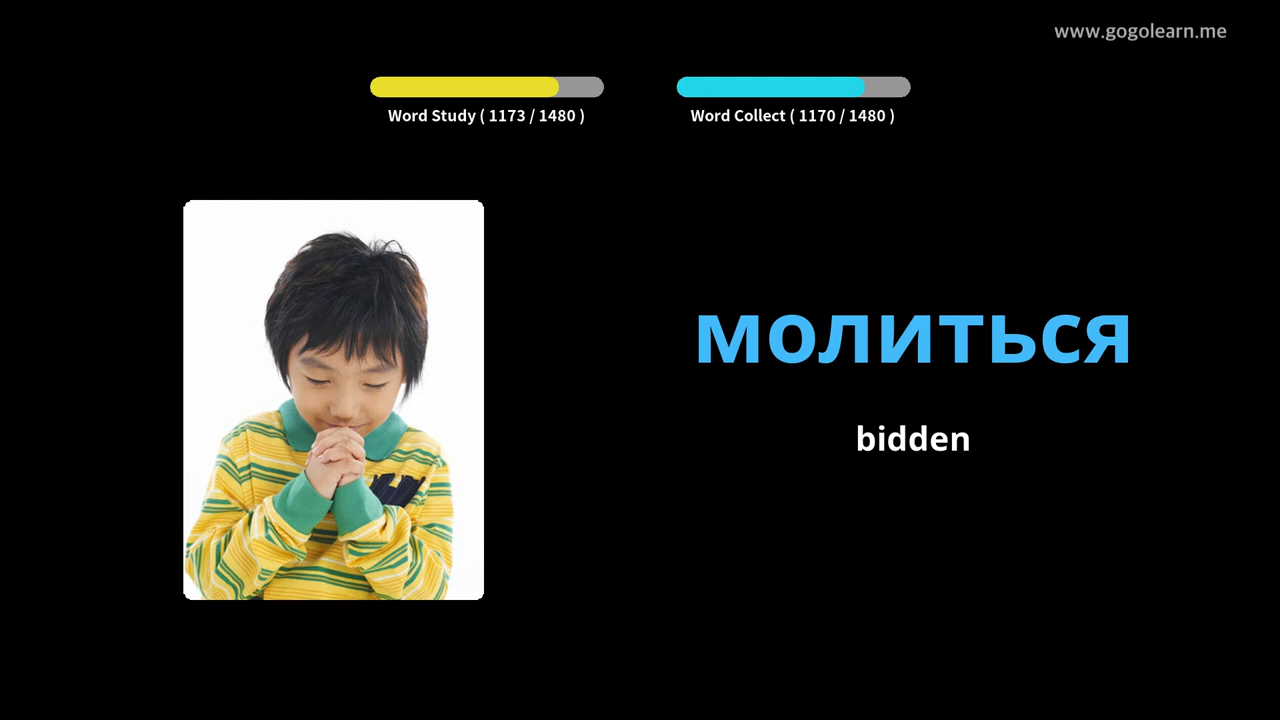 www.gogolearn.me
Word Study ( 1173 / 1480 )
Word Collect ( 1170 / 1480 )
молиться
bidden